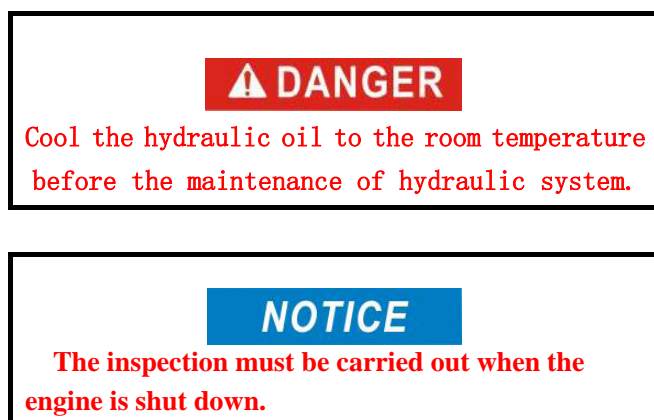 DANGER
Cool the hydraulic oil to the room temperature
before the maintenance of hydraulic system.
NOTICE
The inspection must be carried out when the
engine is shut down.